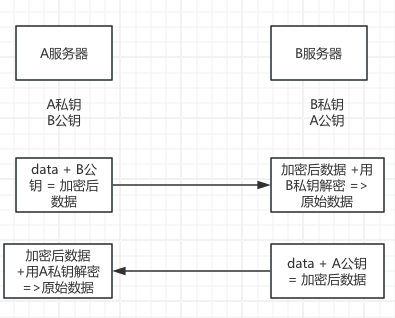 A服务器
B服务器
A私钥
B公钥
B私钥
A公钥
data + B公
钥 = 加密后
数据
加密后数据 +用
B私钥解密 =>
原始数据
加密后数据
+用A私钥解密
=>原始数据
data + A公钥
= 加密后数据